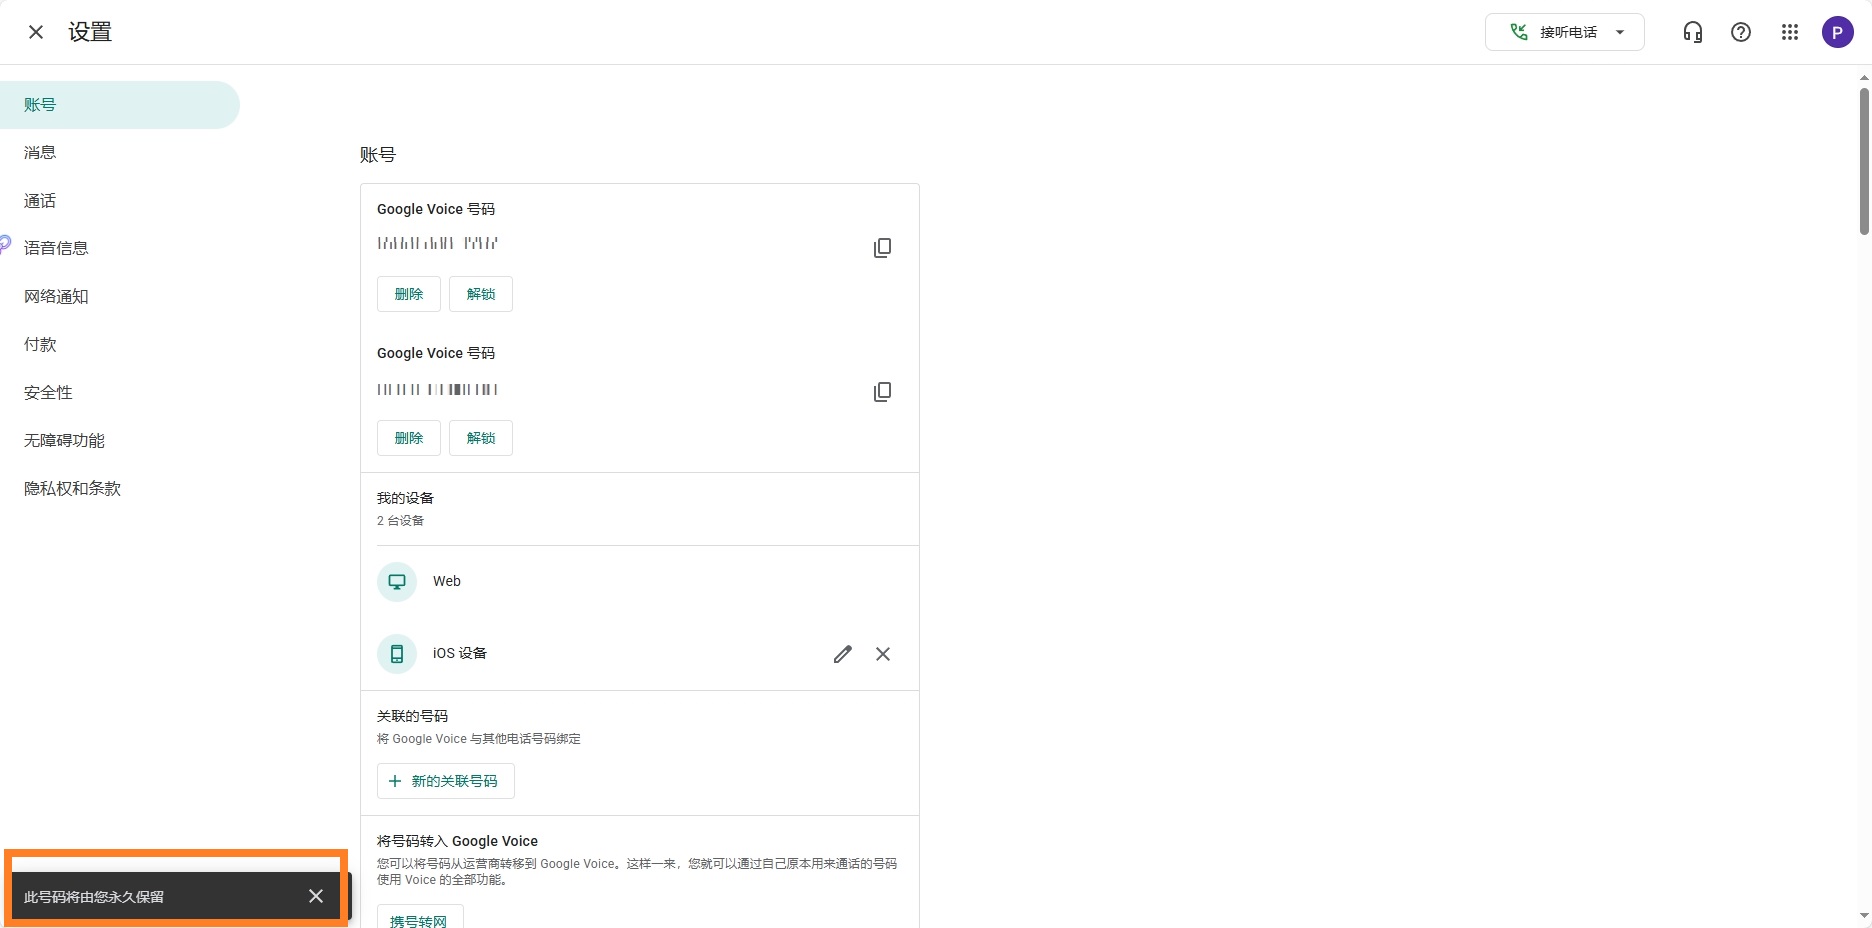 设置
接听电话
P
账号
消息
通话
语音信息
网络通知
付款
安全性
无障碍功能
隐私权和条款
账号
Google Voice 号码
删除
解锁
Google Voice 号码
删除
解锁
我的设备
2 台设备
Web
iOS 设备
关联的号码
将 Google Voice 与其他电话号码绑定
新的关联号码
将号码转入 Google Voice
您可以将号码从运营商转移到 Google Voice。这样一来，您就可以通过自己原本用来通话的号码
使用 Voice 的全部功能。
携号转网
此号码将由您永久保留